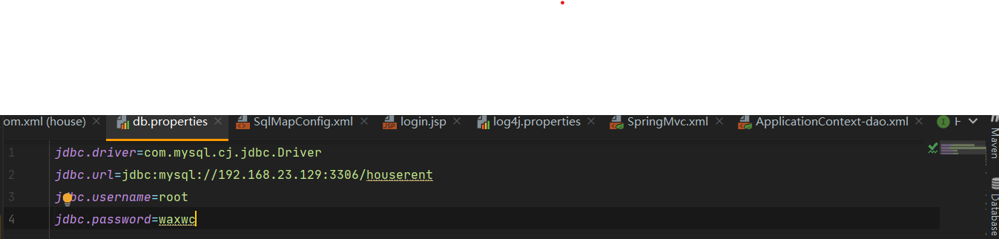 om.xml (house) db.properties SqlMapConfig.xml login.jsp log4j.properties SpringMvc.xml ApplicationContext-dao.xml
1 jdbc.driver=com.mysql.cj.jdbc.Driver
2 jdbc.url=jdbc:mysql://192.168.23.129:3306/houserent
3 jdbc.username=root
4 jdbc.password=waxwc
Maven
Database